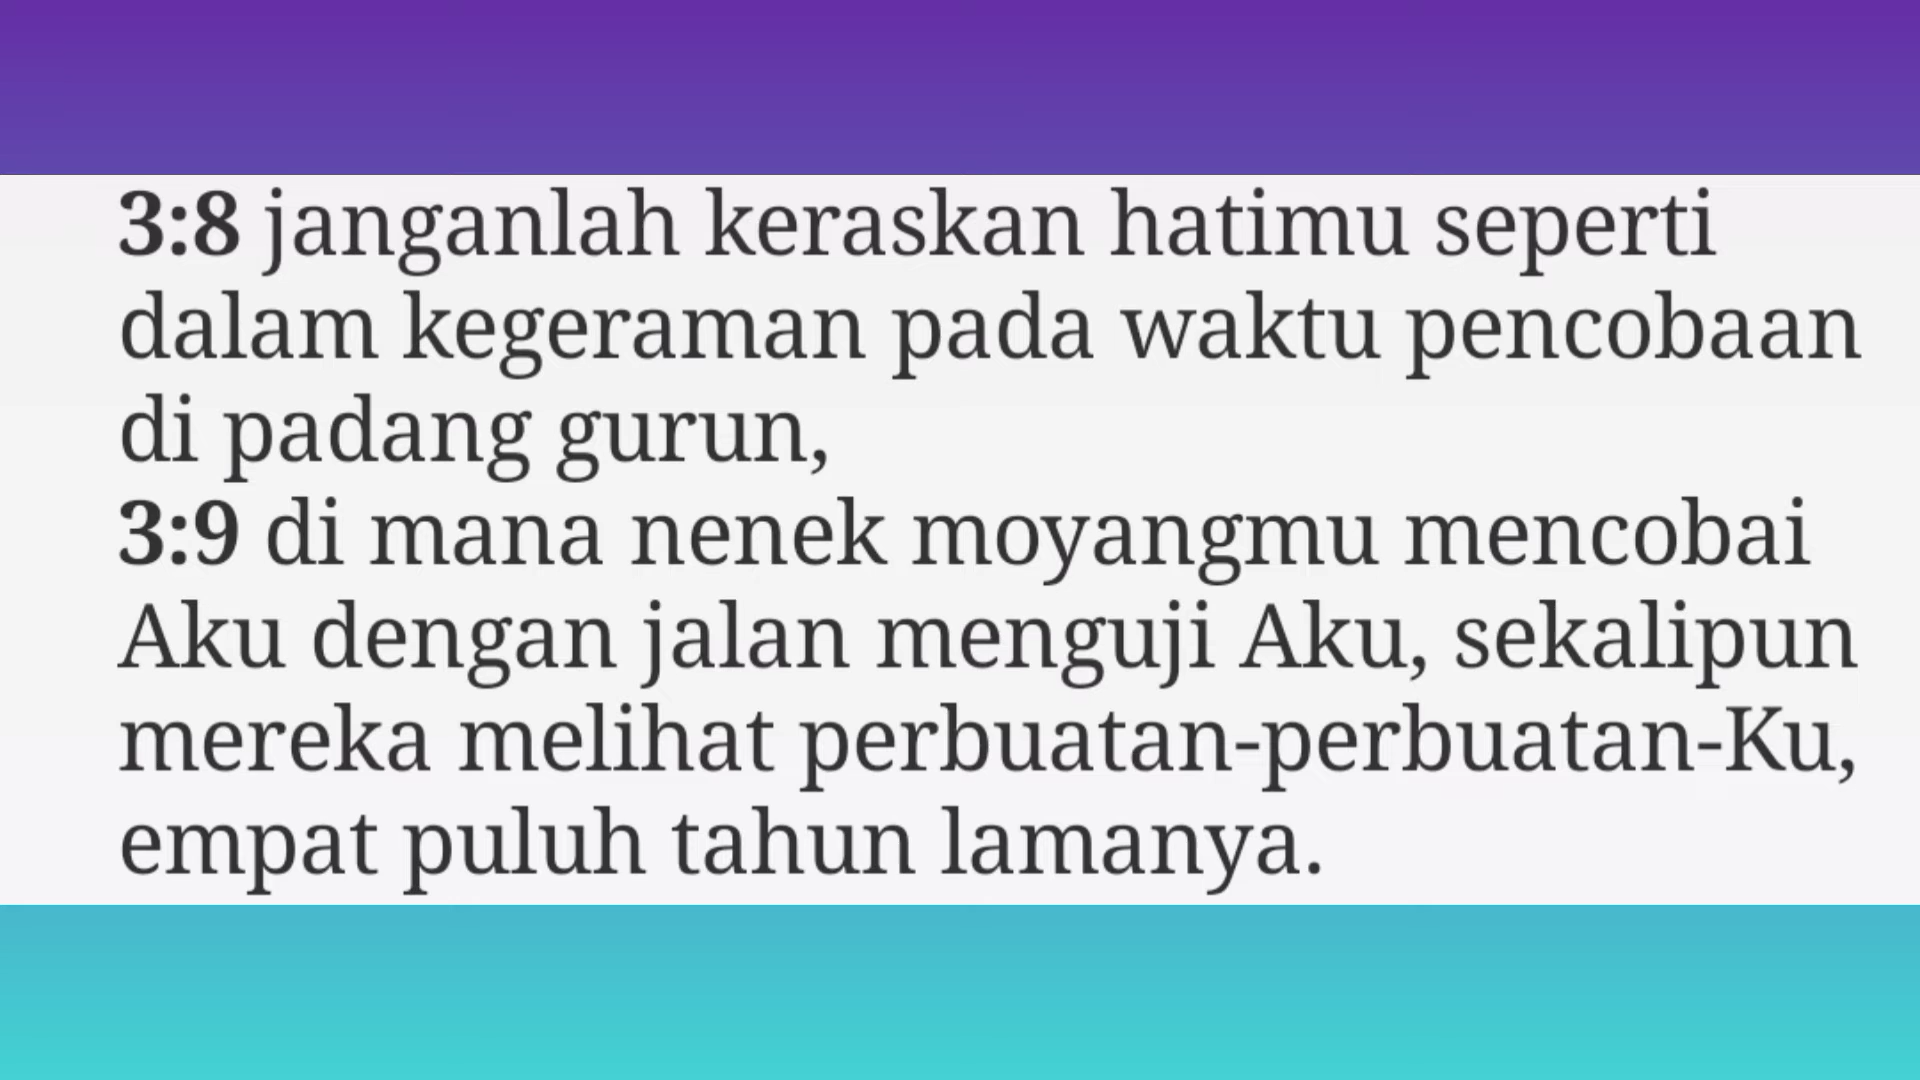 3:8 janganlah keraskan hatimu seperti
dalam kegeraman pada waktu pencobaan
di padang gurun,
3:9 di mana nenek moyangmu mencobai
Aku dengan jalan menguji Aku, sekalipun
mereka melihat perbuatan-perbuatan-Ku,
empat puluh tahun lamanya.